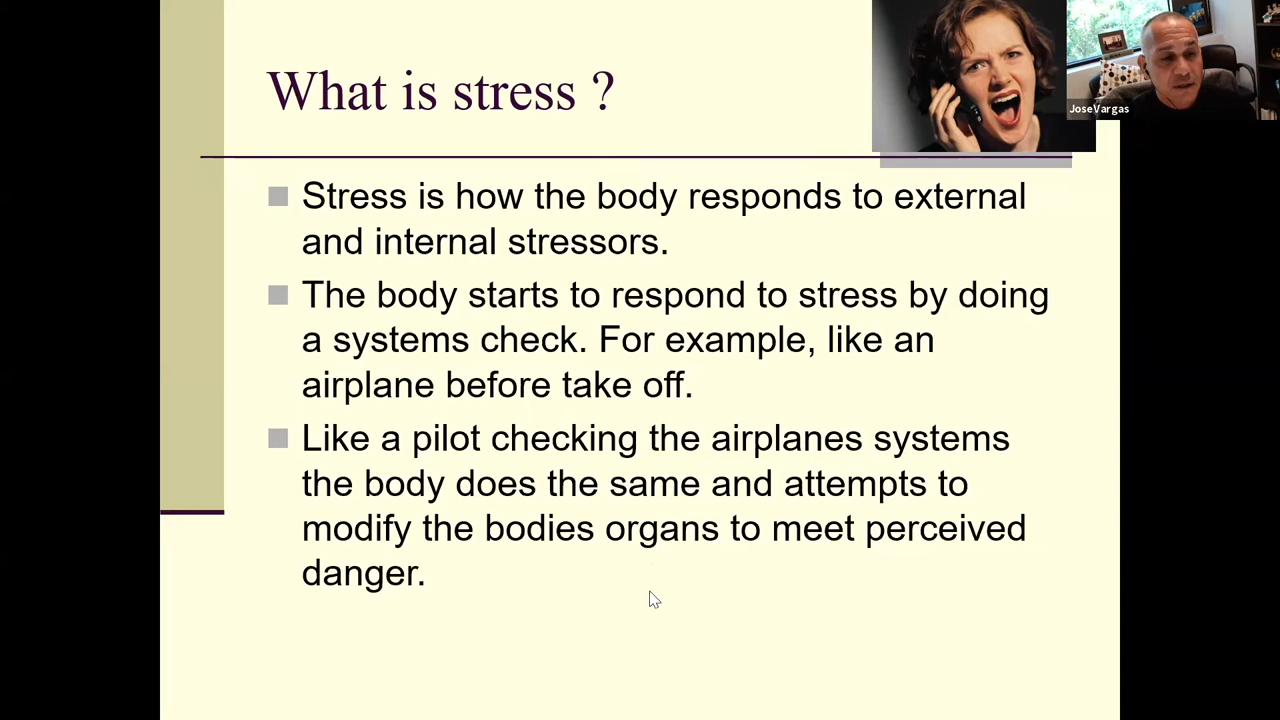 What is stress ?
JoseVargas
Stress is how the body responds to external
and internal stressors.
The body starts to respond to stress by doing
a systems check. For example, like an
airplane before take off.
Like a pilot checking the airplanes systems
the body does the same and attempts to
modify the bodies organs to meet perceived
danger.